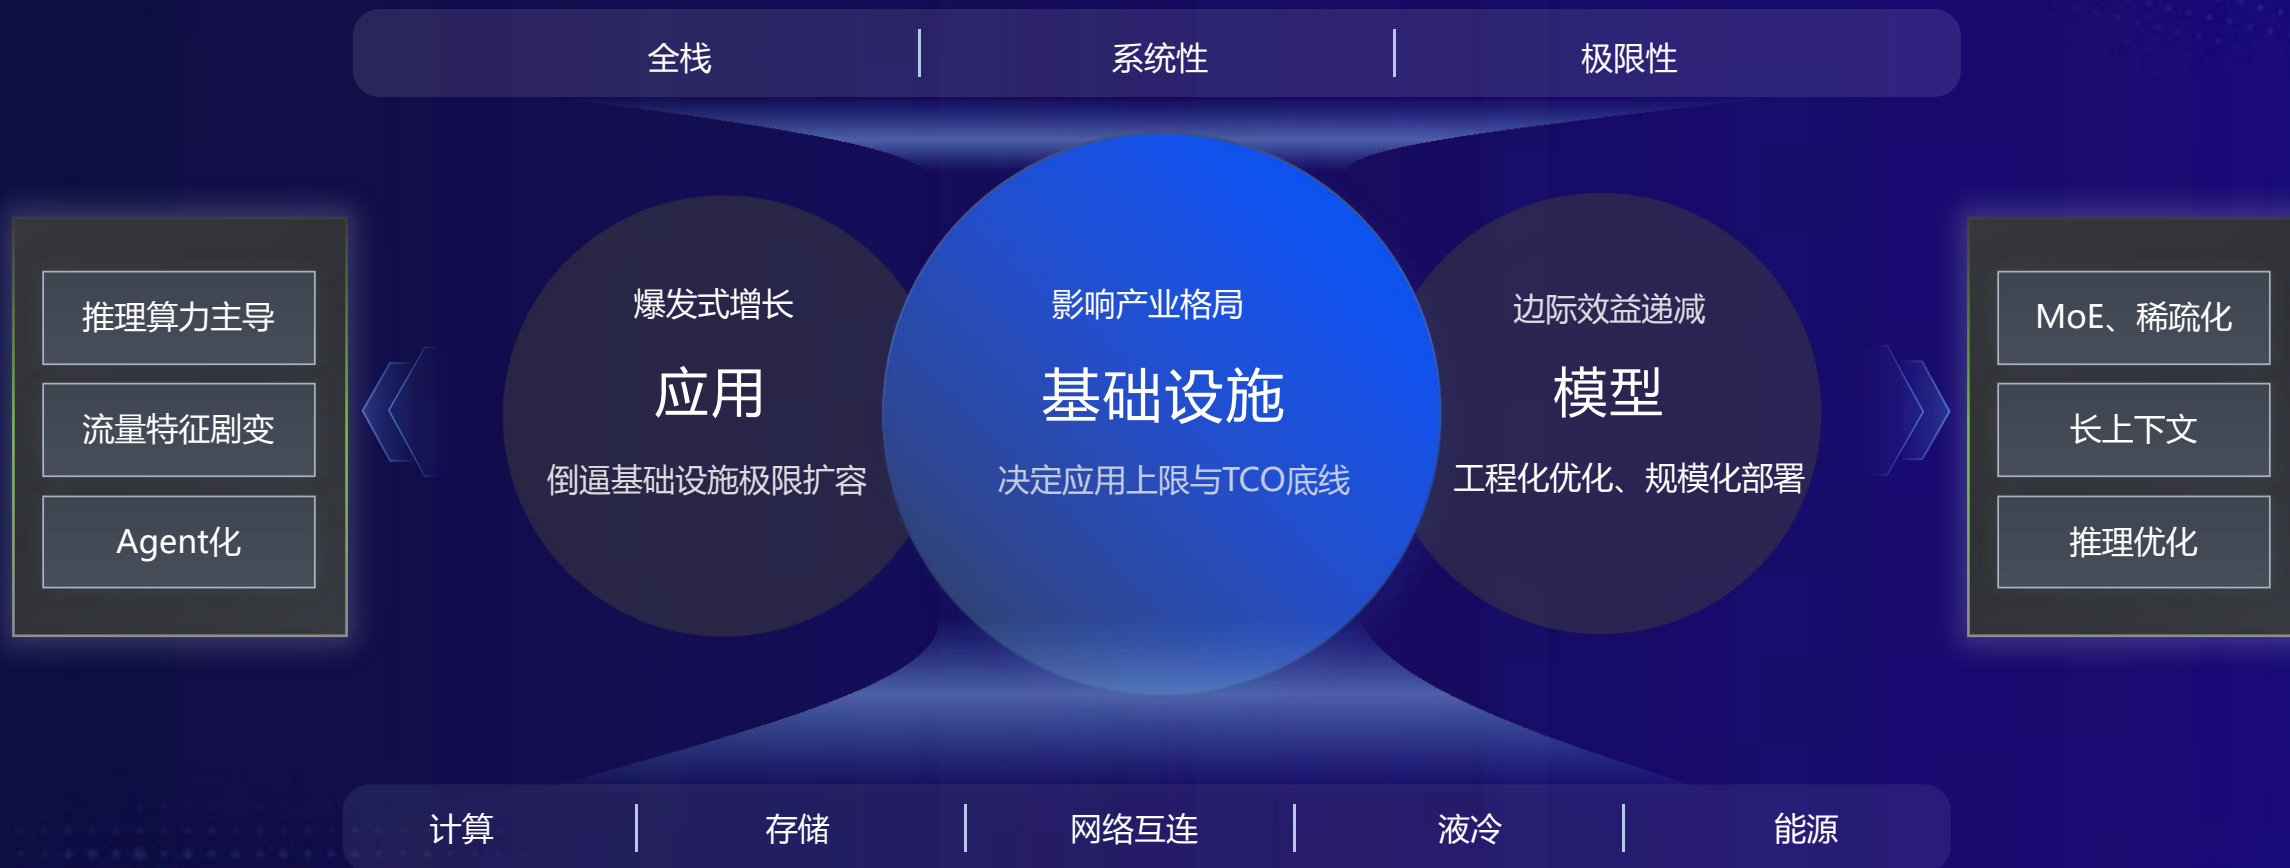 全栈
系统性
极限性
推理算力主导
流量特征剧变
Agent化
爆发式增长
应用
倒逼基础设施极限扩容
影响产业格局
基础设施
决定应用上限与TCO底线
边际效益递减
模型
工程化优化、规模化部署
MoE、稀疏化
长上下文
推理优化
计算
存储
网络互连
液冷
能源